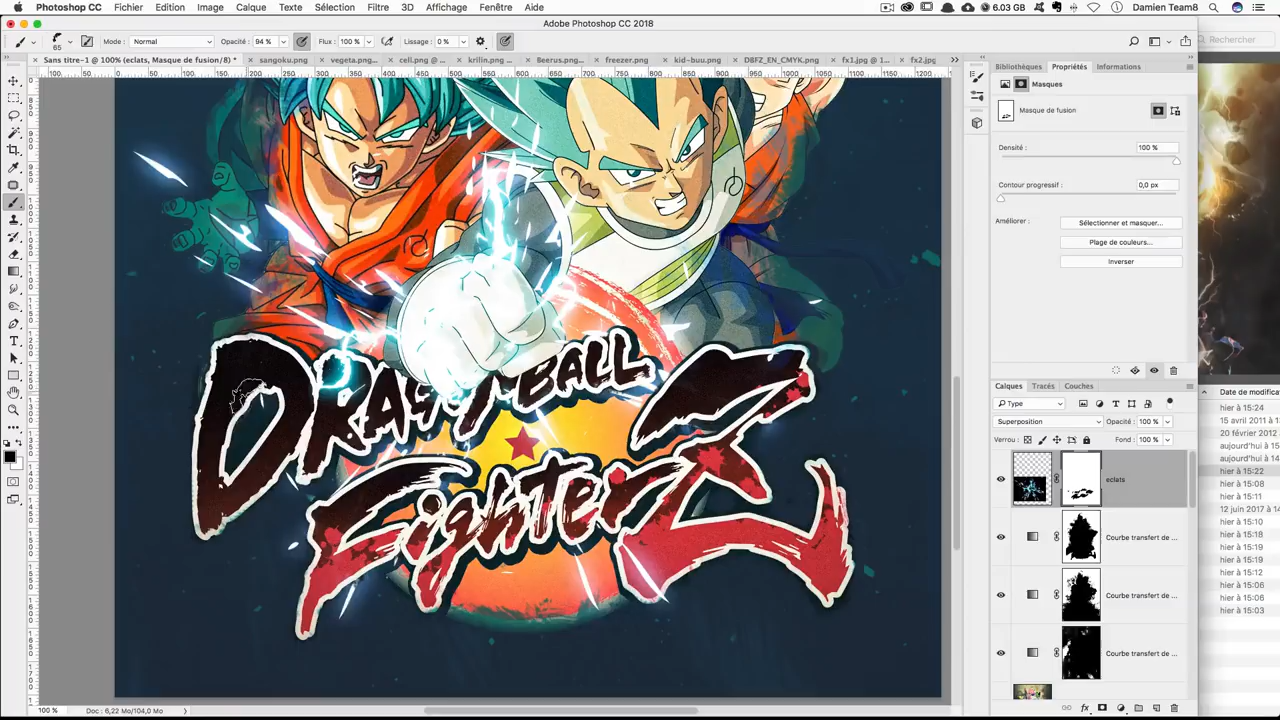 Photoshop CC Fichier Edition Image Calque Texte Sélection Filtre 3D Affichage Fenêtre Aide 6.03 GB Damien Team8
Adobe Photoshop CC 2018
65 Mode : Normal Opacité : 94 % Flux : 100 % Lissage : 0 % Rechercher
Sans titre-1 @ 100% (eclats, Masque de fusion/8) * sangoku.png vegeta.png... cell.png @ ... krilin.png ... Beerus.png... freezer.png kid-buu.png DBFZ_EN_CMYK.png fx1.jpg @ 1... fx2.jpg
Bibliothèques Propriétés Informations
Masques
Masque de fusion
Densité : 100 %
Contour progressif : 0,0 px
Améliorer : Sélectionner et masquer...
Plage de couleurs...
Inverser
DRAGON BALL
FighterZ
Calques Tracés Couches
Type
Superposition Opacité : 100 %
Verrou : Fond : 100 %
eclats
Courbe transfert de ...
Courbe transfert de ...
Courbe transfert de ...
Date de modifica
hier à 15:24
15 avril 2011 à
20 février 2012
aujourd'hui à
aujourd'hui à
hier à 15:22
hier à 15:08
hier à 15:11
12 juin 2017 à
hier à 15:10
hier à 15:18
hier à 15:19
hier à 15:19
hier à 15:12
hier à 15:06
hier à 15:06
hier à 15:03
100 % Doc : 6,22 Mo/104,0 Mo